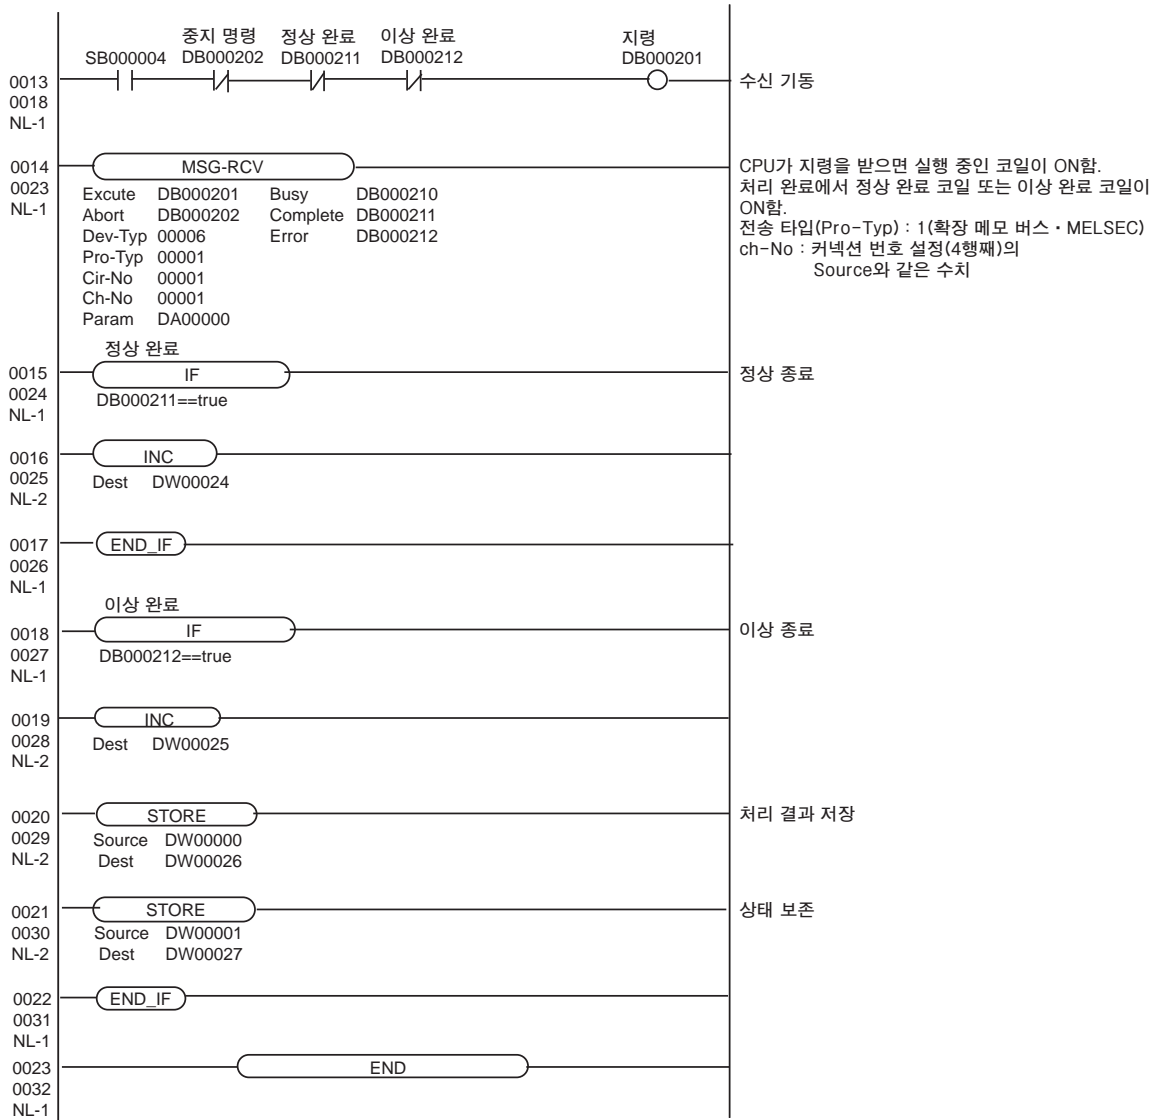 중지 명령 정상 완료 이상 완료 지령
SB000004 DB000202 DB000211 DB000212 DB000201
0013 수신 기동
0018
NL-1
0014 MSG-RCV CPU가 지령을 받으면 실행 중인 코일이 ON함.
0023 처리 완료에서 정상 완료 코일 또는 이상 완료 코일이
NL-1 Excute DB000201 Busy DB000210 ON함.
Abort DB000202 Complete DB000211
Dev-Typ 00006 Error DB000212 전송 타입(Pro-Typ) : 1(확장 메모 버스・MELSEC)
Pro-Typ 00001 ch-No : 커넥션 번호 설정(4행째)의
Cir-No 00001 Source와 같은 수치
Ch-No 00001
Param DA00000
정상 완료
0015 IF 정상 종료
0024 DB000211==true
NL-1
0016 INC
0025 Dest DW00024
NL-2
0017 END_IF
0026
NL-1
이상 완료
0018 IF 이상 종료
0027 DB000212==true
NL-1
0019 INC
0028 Dest DW00025
NL-2
0020 STORE 처리 결과 저장
0029 Source DW00000
NL-2 Dest DW00026
0021 STORE 상태 보존
0030 Source DW00001
NL-2 Dest DW00027
0022 END_IF
0031
NL-1
0023 END
0032
NL-1